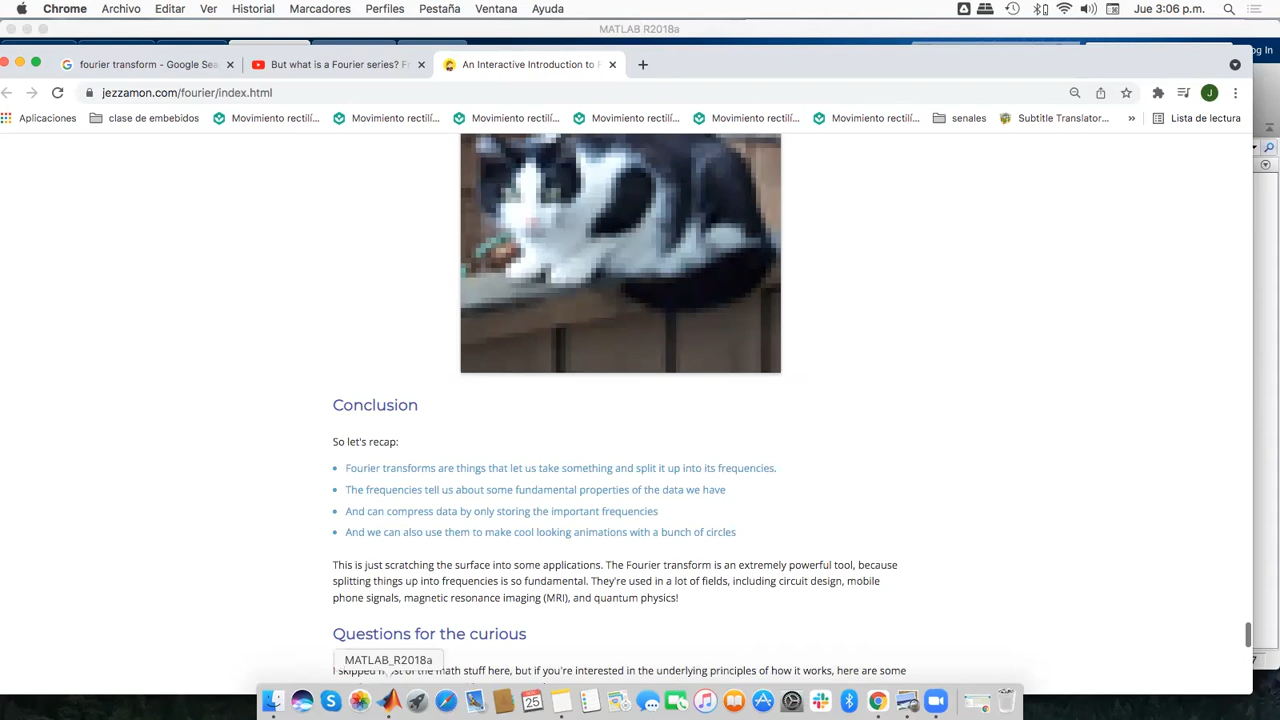 Chrome Archivo Editar Ver Historial Marcadores Perfiles Pestaña Ventana Ayuda Jue 3:06 p.m.
MATLAB R2018a
fourier transform - Google Sea But what is a Fourier series? Fr An Interactive Introduction to F
Log In
jezzamon.com/fourier/index.html J
Aplicaciones clase de embebidos Movimiento rectilí... Movimiento rectilí... Movimiento rectilí... Movimiento rectilí... Movimiento rectilí... Movimiento rectilí... senales Subtitle Translator... » Lista de lectura
Conclusion
So let's recap:
• Fourier transforms are things that let us take something and split it up into its frequencies.
• The frequencies tell us about some fundamental properties of the data we have
• And can compress data by only storing the important frequencies
• And we can also use them to make cool looking animations with a bunch of circles
This is just scratching the surface into some applications. The Fourier transform is an extremely powerful tool, because
splitting things up into frequencies is so fundamental. They're used in a lot of fields, including circuit design, mobile
phone signals, magnetic resonance imaging (MRI), and quantum physics!
Questions for the curious
MATLAB_R2018a
I skipped most of the math stuff here, but if you're interested in the underlying principles of how it works, here are some
25